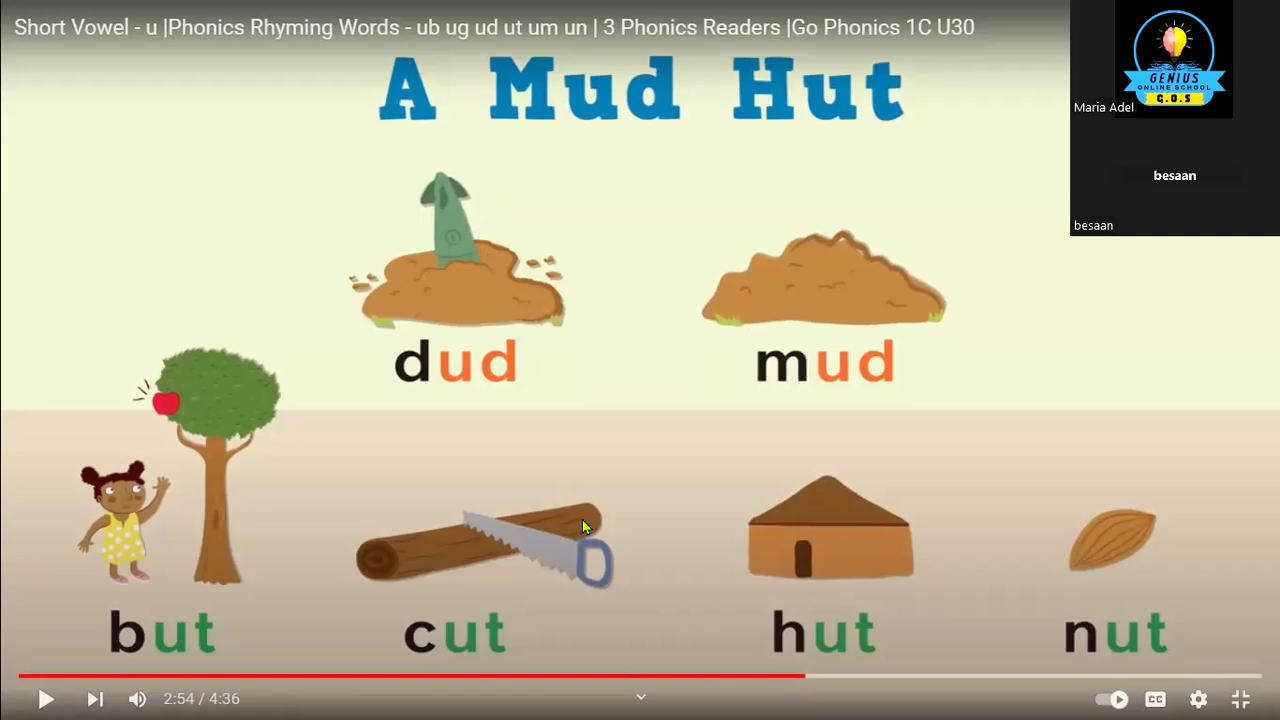 Short Vowel - u |Phonics Rhyming Words - ub ug ud ut um un | 3 Phonics Readers |Go Phonics 1C U30
A Mud Hut
GENIUS
ONLINE SCHOOL
G.O.S
Maria Adel
besaan
besaan
dud mud
but cut hut nut
2:54 / 4:36
CC